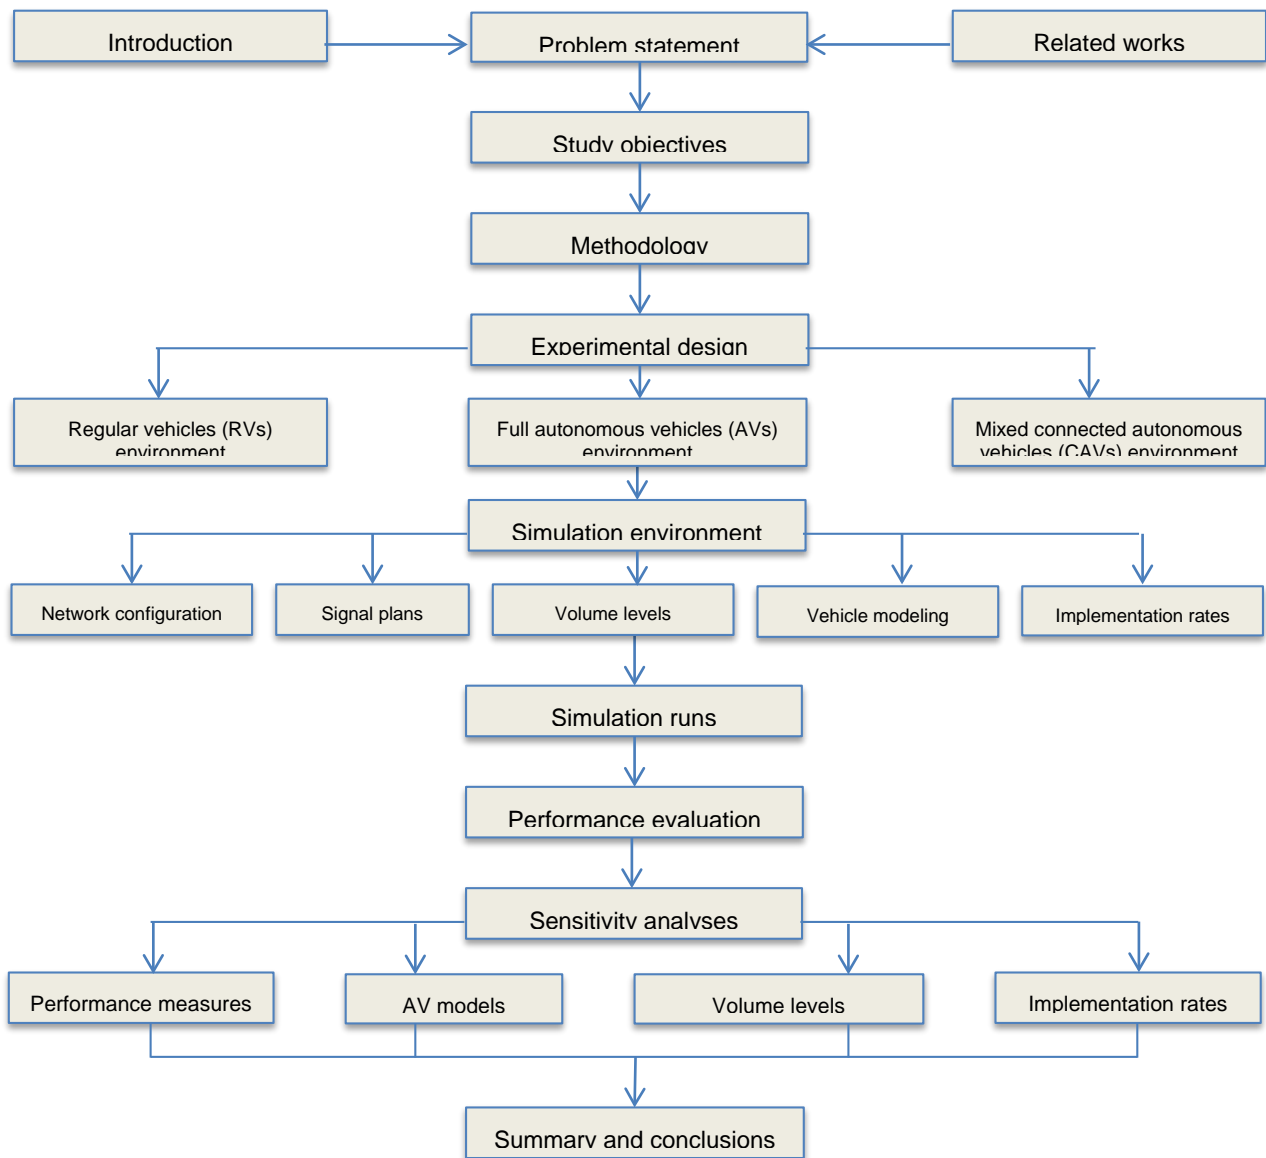 Introduction
Problem statement
Related works
Study objectives
Methodology
Experimental design
Regular vehicles (RVs)
environment
Full autonomous vehicles (AVs)
environment
Mixed connected autonomous
vehicles (CAVs) environment
Simulation environment
Network configuration
Signal plans
Volume levels
Vehicle modeling
Implementation rates
Simulation runs
Performance evaluation
Sensitivity analyses
Performance measures
AV models
Volume levels
Implementation rates
Summary and conclusions